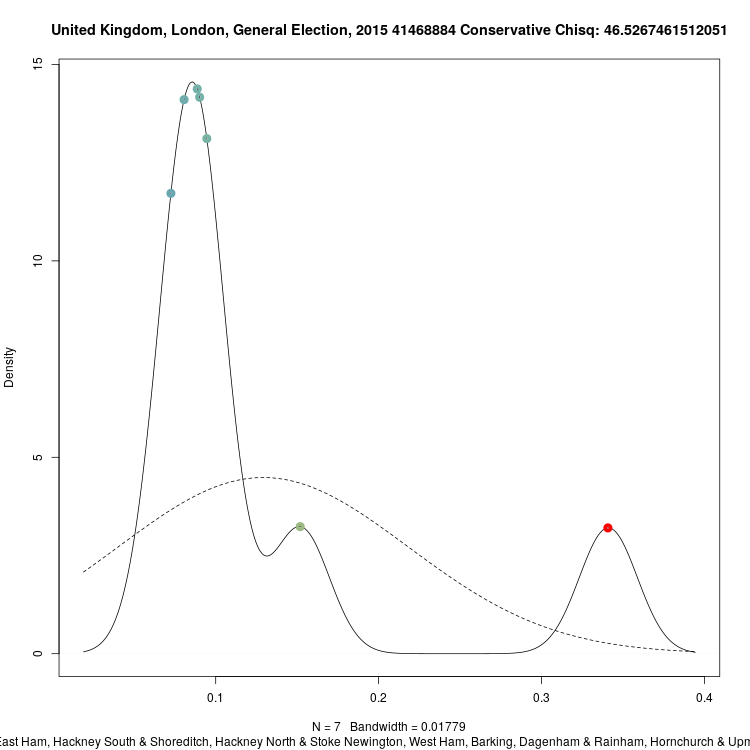 United Kingdom, London, General Election, 2015 41468884 Conservative Chisq: 46.5267461512051
15
10
5
0
Density
0.1 0.2 0.3 0.4
N = 7 Bandwidth = 0.01779
East Ham, Hackney South & Shoreditch, Hackney North & Stoke Newington, West Ham, Barking, Dagenham & Rainham, Hornchurch &